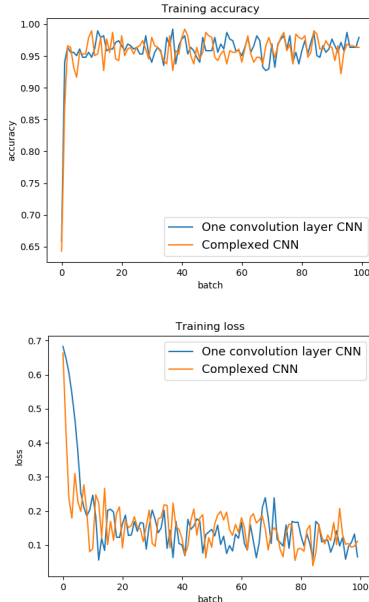 Training accuracy
1.00
0.95
0.90
0.85
0.80
0.75
0.70
0.65
accuracy
One convolution layer CNN
Complexed CNN
0 20 40 60 80 100
batch
Training loss
0.7
0.6
0.5
0.4
0.3
0.2
0.1
loss
One convolution layer CNN
Complexed CNN
0 20 40 60 80 100
batch